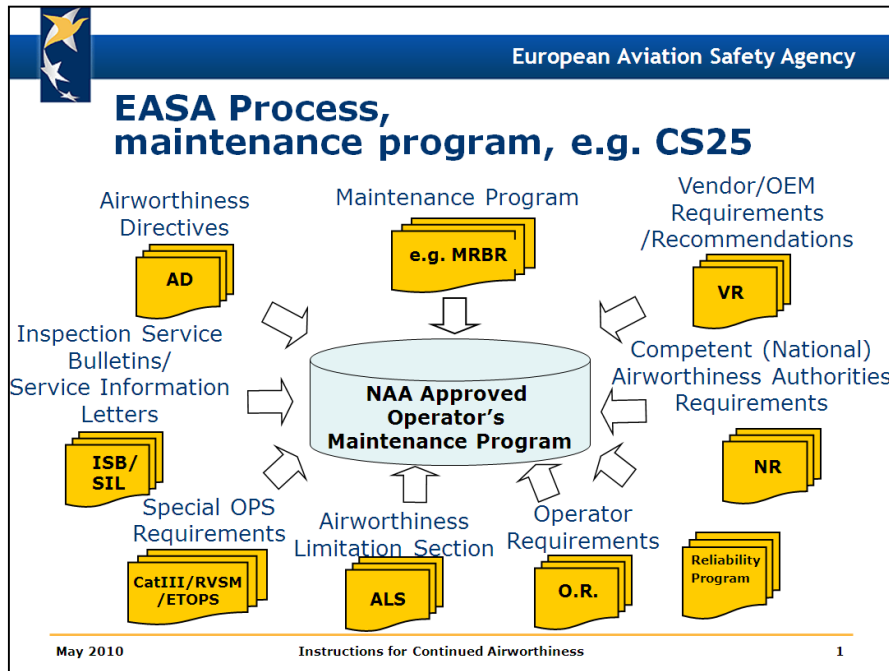 European Aviation Safety Agency
EASA Process,
maintenance program, e.g. CS25
Airworthiness
Directives
AD
Maintenance Program
e.g. MRBR
Vendor/OEM
Requirements
/Recommendations
VR
Inspection Service
Bulletins/
Service Information
Letters
ISB/
SIL
NAA Approved
Operator's
Maintenance Program
Competent (National)
Airworthiness Authorities
Requirements
NR
Special OPS
Requirements
CatIII/RVSM
/ETOPS
Airworthiness
Limitation Section
ALS
Operator
Requirements
O.R.
Reliability
Program
May 2010
Instructions for Continued Airworthiness
1